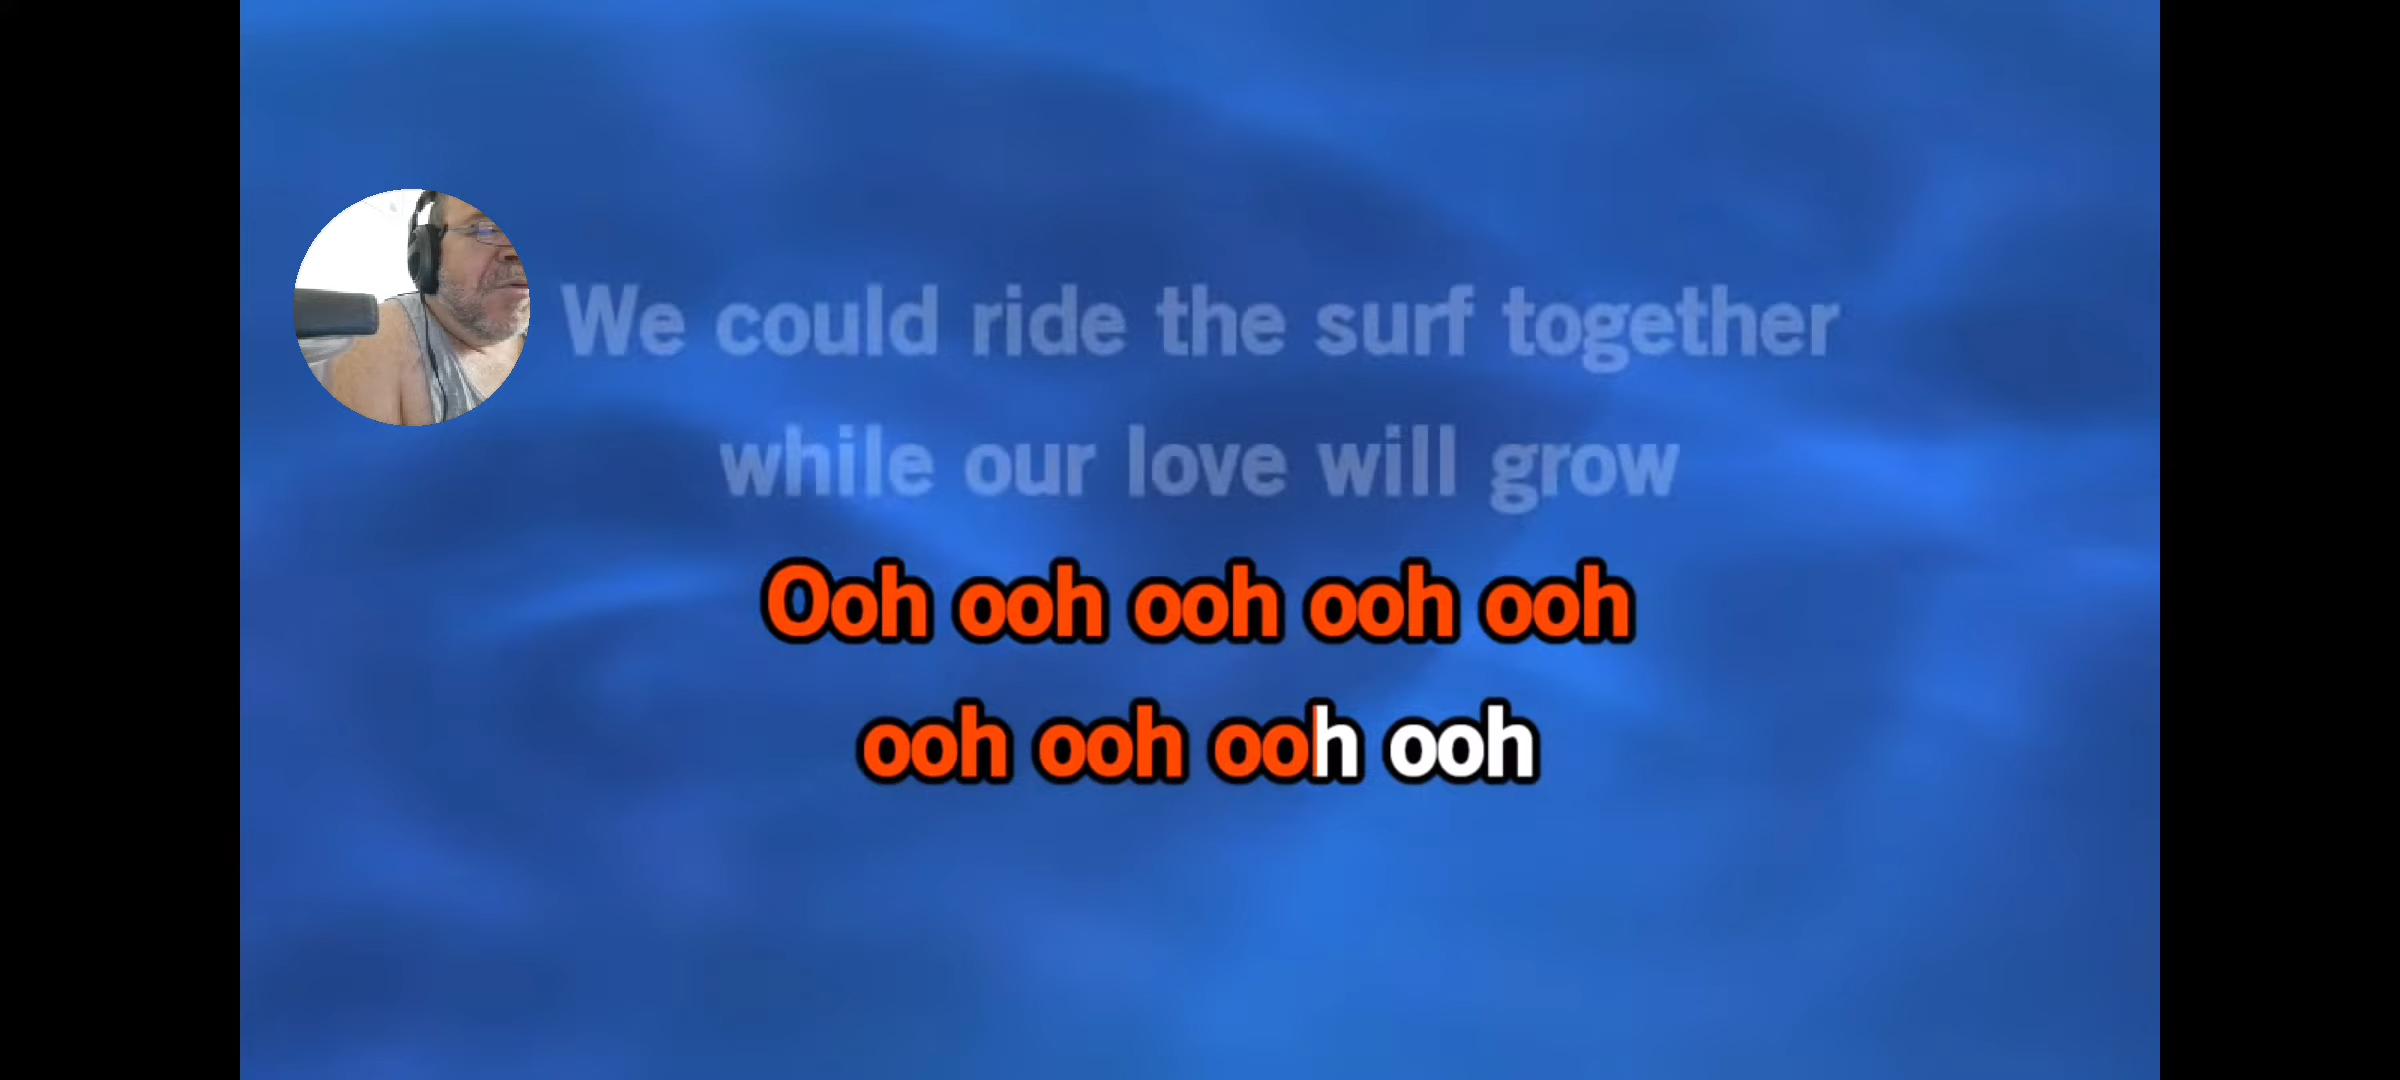 We could ride the surf together
while our love will grow
Ooh ooh ooh ooh ooh
ooh ooh ooh ooh